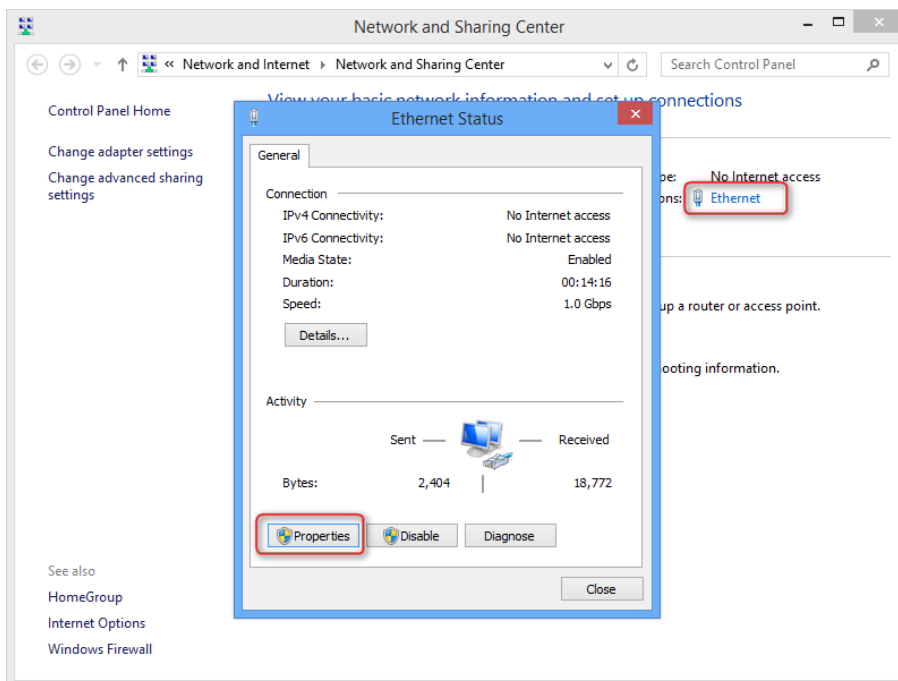 Network and Sharing Center
« Network and Internet Network and Sharing Center
Search Control Panel
Control Panel Home
Change adapter settings
Change advanced sharing
settings
See also
HomeGroup
Internet Options
Windows Firewall
View your basic network information and set up connections
No Internet access
Ethernet
up a router or access point.
information.
Ethernet Status
General
Connection
IPv4 Connectivity: No Internet access
IPv6 Connectivity: No Internet access
Media State: Enabled
Duration: 00:14:16
Speed: 1.0 Gbps
Details...
Activity
Sent Received
Bytes: 2,404 18,772
Properties Disable Diagnose
Close